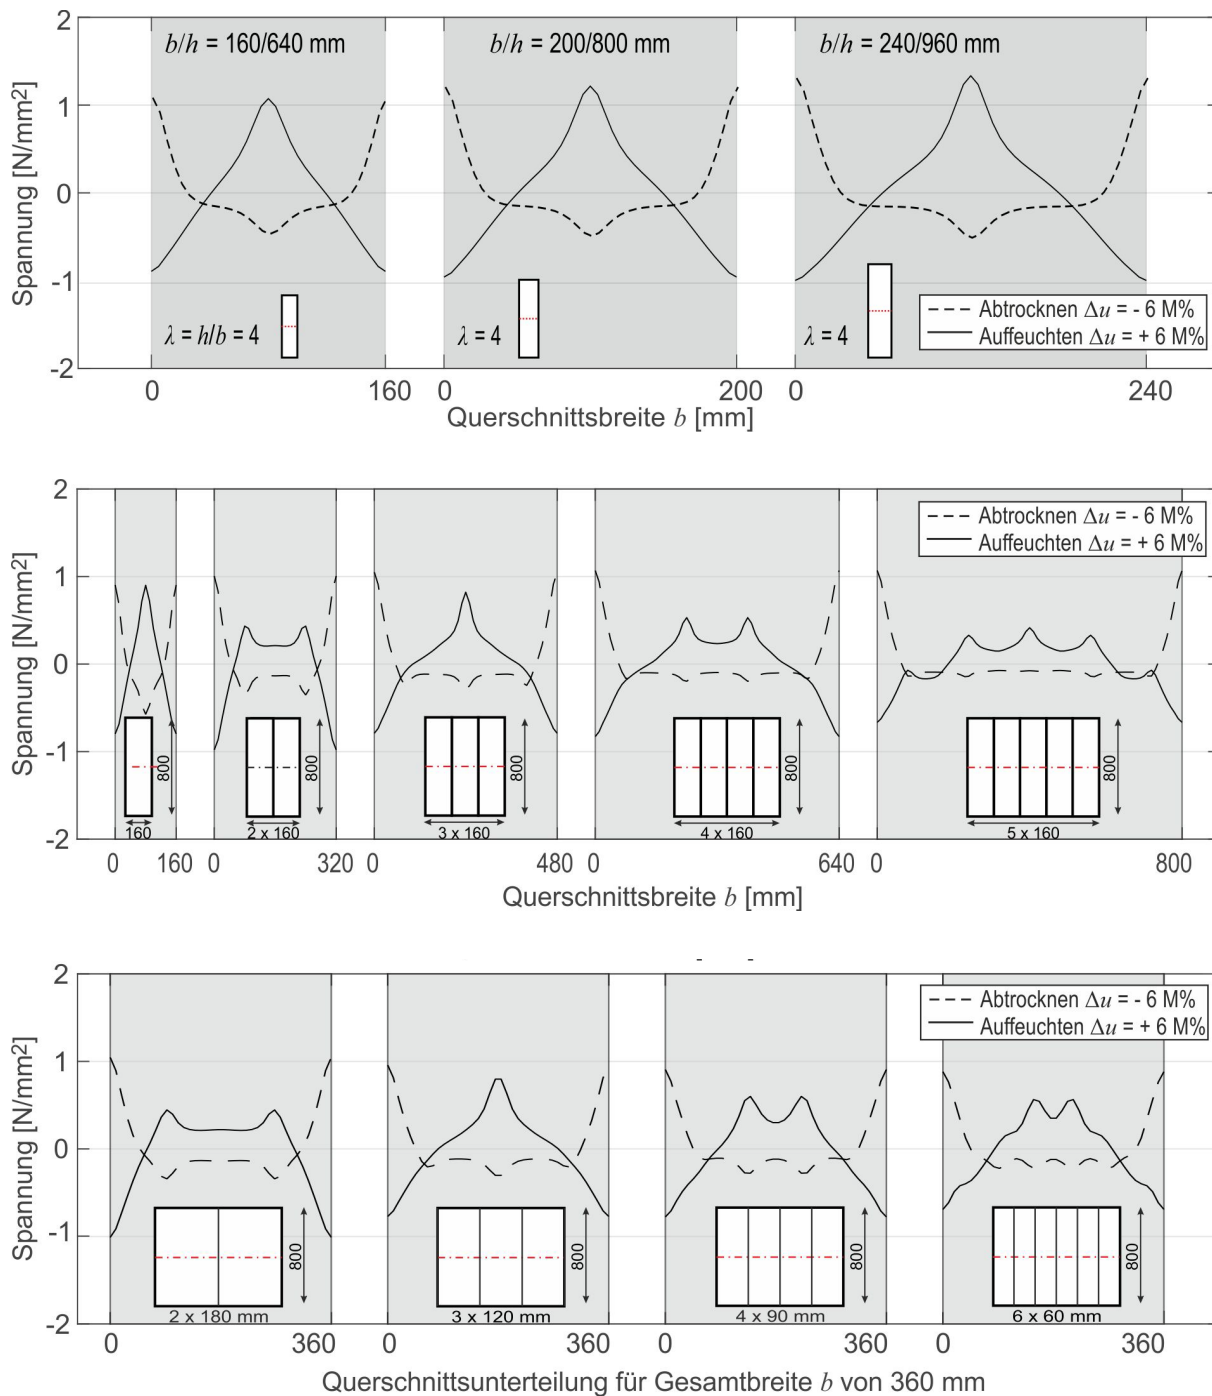 Spannung [N/mm²]
2
1
0
-1
-2
b/h = 160/640 mm
b/h = 200/800 mm
b/h = 240/960 mm
λ = h/b = 4
λ = 4
λ = 4
Abtrocknen Δu = - 6 M%
Auffeuchten Δu = + 6 M%
0 160 0 200 0 240
Querschnittsbreite b [mm]
Spannung [N/mm²]
2
1
0
-1
-2
Abtrocknen Δu = - 6 M%
Auffeuchten Δu = + 6 M%
800 800 800 800 800
160 2 x 160 3 x 160 4 x 160 5 x 160
0 160 0 320 0 480 0 640 0 800
Querschnittsbreite b [mm]
Spannung [N/mm²]
2
1
0
-1
-2
Abtrocknen Δu = - 6 M%
Auffeuchten Δu = + 6 M%
800 800 800 800
2 x 180 mm 3 x 120 mm 4 x 90 mm 6 x 60 mm
0 360 0 360 0 360 0 360
Querschnittsunterteilung für Gesamtbreite b von 360 mm